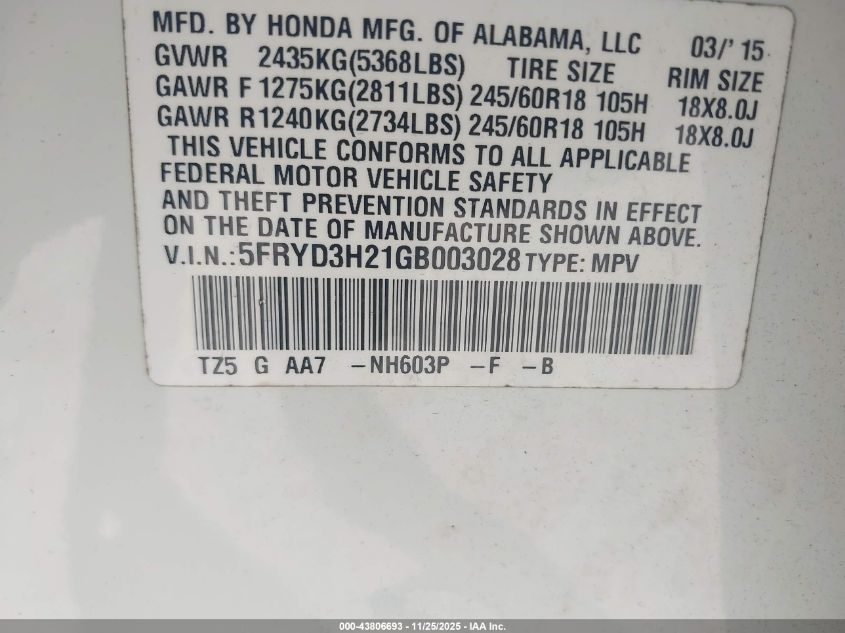 MFD. BY HONDA MFG. OF ALABAMA, LLC 03/'15
GVWR 2435KG(5368LBS) TIRE SIZE RIM SIZE
GAWR F 1275KG(2811LBS) 245/60R18 105H 18X8.0J
GAWR R 1240KG(2734LBS) 245/60R18 105H 18X8.0J
THIS VEHICLE CONFORMS TO ALL APPLICABLE
FEDERAL MOTOR VEHICLE SAFETY
AND THEFT PREVENTION STANDARDS IN EFFECT
ON THE DATE OF MANUFACTURE SHOWN ABOVE.
V.I.N.:5FRYD3H21GB003028 TYPE: MPV
TZ5 G AA7 -NH603P -F -B
000-43806693 - 11/25/2025 - IAA Inc.